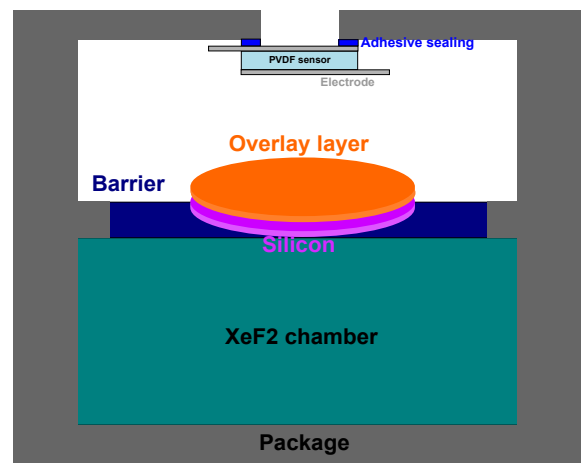 Adhesive sealing
PVDF sensor
Electrode
Overlay layer
Barrier
Silicon
XeF2 chamber
Package